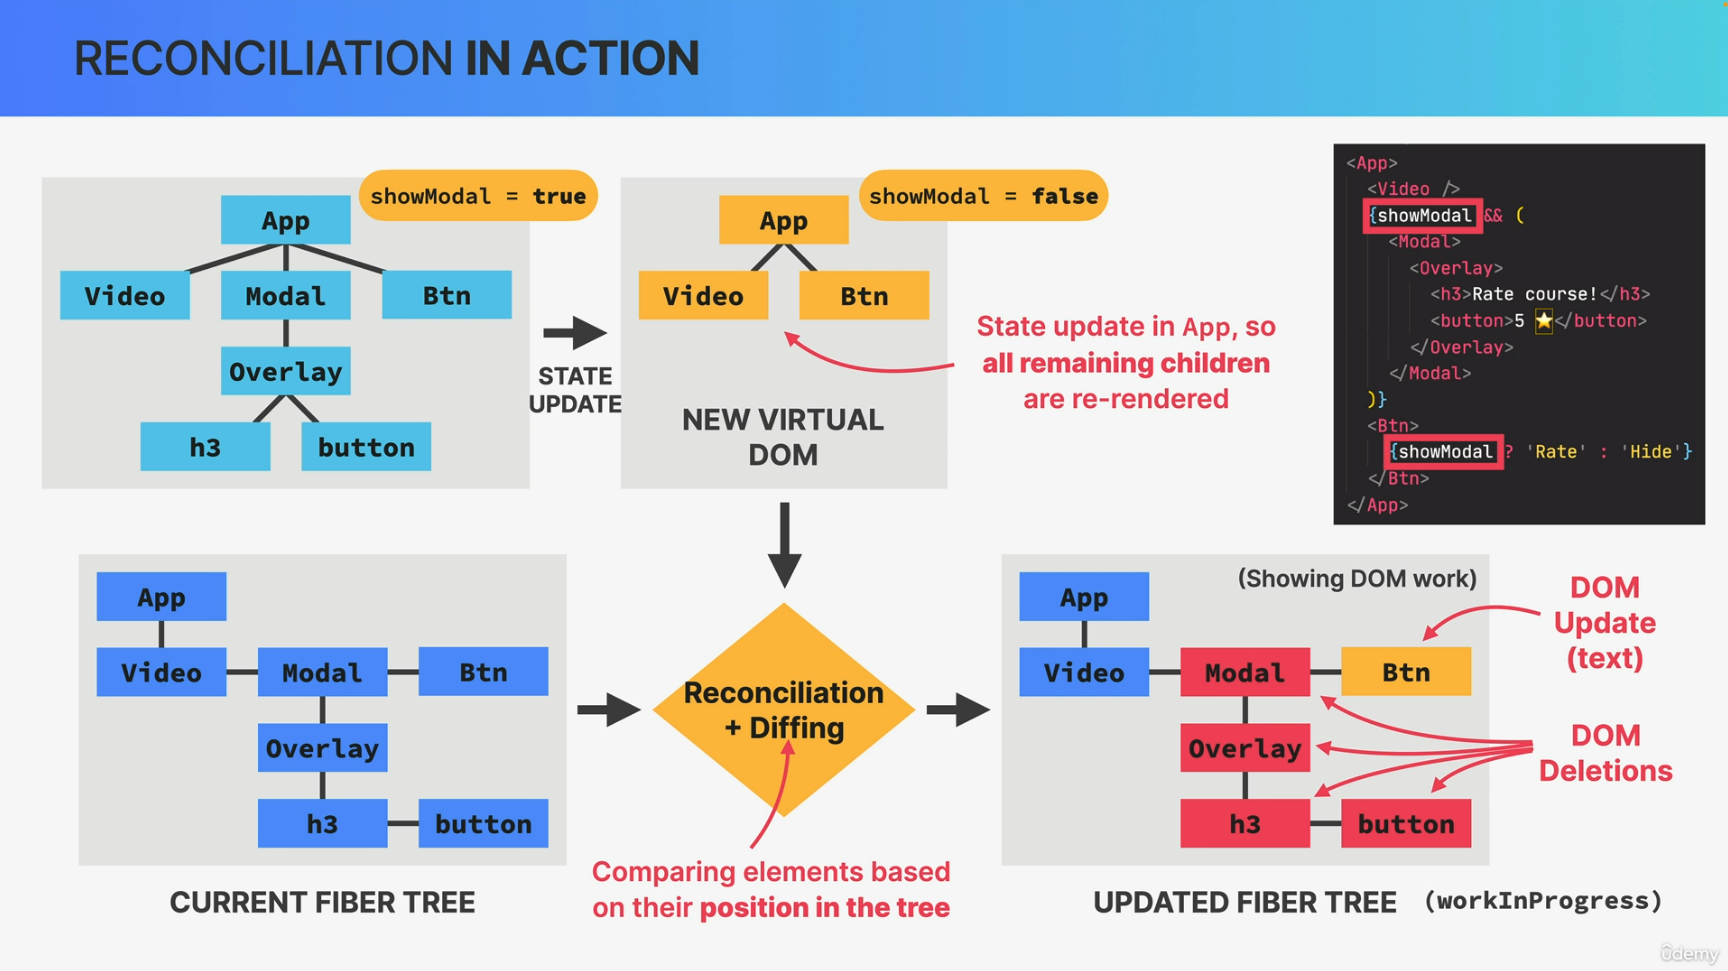 RECONCILIATION IN ACTION
showModal = true
App
Video
Modal
Btn
Overlay
h3
button
STATE
UPDATE
showModal = false
App
Video
Btn
NEW VIRTUAL
DOM
State update in App, so
all remaining children
are re-rendered
<App>
<Video />
{showModal && (
<Modal>
<Overlay>
<h3>Rate course!</h3>
<button>5 ⭐</button>
</Overlay>
</Modal>
)}
<Btn>
{showModal ? 'Rate' : 'Hide'}
</Btn>
</App>
App
Video
Modal
Btn
Overlay
h3
button
CURRENT FIBER TREE
Reconciliation
+ Diffing
Comparing elements based
on their position in the tree
(Showing DOM work)
App
Video
Modal
Btn
Overlay
h3
button
DOM
Update
(text)
DOM
Deletions
UPDATED FIBER TREE (workInProgress)
ûdemy